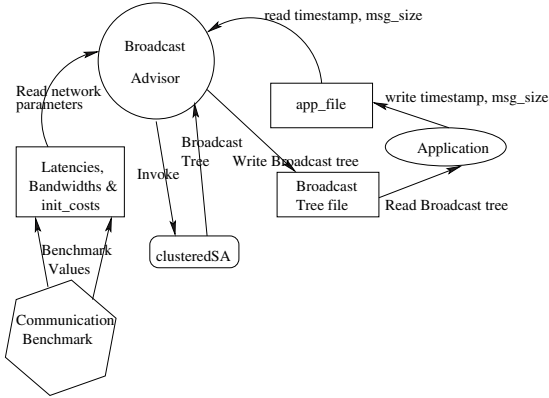 read timestamp, msg_size
Broadcast
Advisor
Read network
parameters
app_file
write timestamp, msg_size
Broadcast
Tree
Application
Latencies,
Bandwidths &
init_costs
Invoke
Write Broadcast tree
Broadcast
Tree file
Read Broadcast tree
clusteredSA
Benchmark
Values
Communication
Benchmark